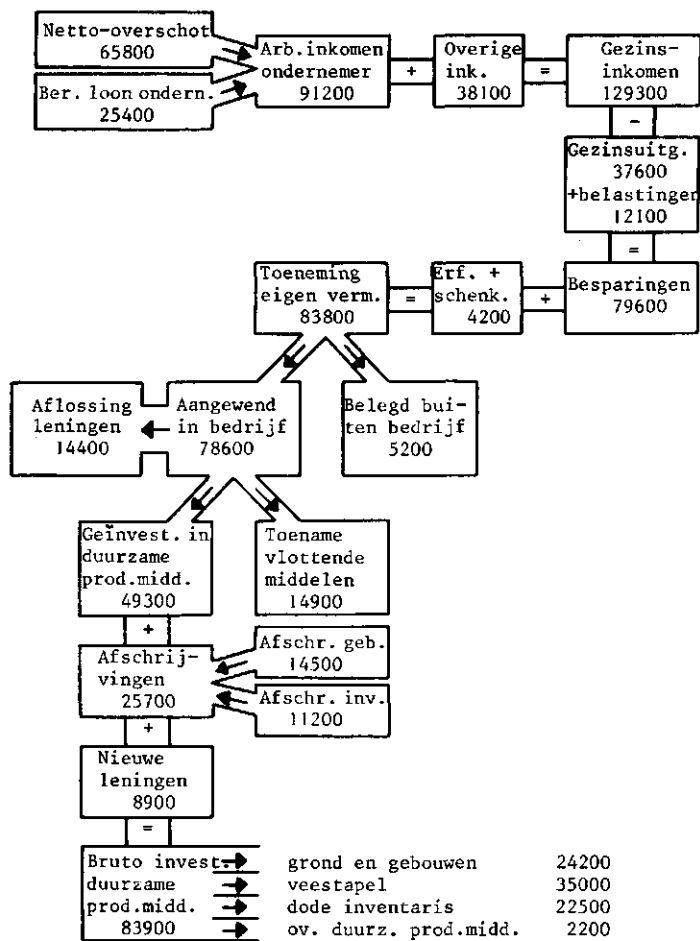 Netto-overschot
65800
Ber. loon ondern.
25400
Arb.inkomen
ondernemer
91200
+
Overige
ink.
38100
=
Gezins-
inkomen
129300
-
Gezinsuitg.
37600
+belastingen
12100
=
Besparingen
79600
+
Erf. +
schenk.
4200
=
Toeneming
eigen verm.
83800
Aflossing
leningen
14400
Aangewend
in bedrijf
78600
Belegd bui-
ten bedrijf
5200
Geïnvest. in
duurzame
prod.midd.
49300
Toename
vlottende
middelen
14900
+
Afschrij-
vingen
25700
Afschr. geb.
14500
Afschr. inv.
11200
+
Nieuwe
leningen
8900
=
Bruto invest.
duurzame
prod.midd.
83900
grond en gebouwen 24200
veestapel 35000
dode inventaris 22500
ov. duurz. prod.midd. 2200